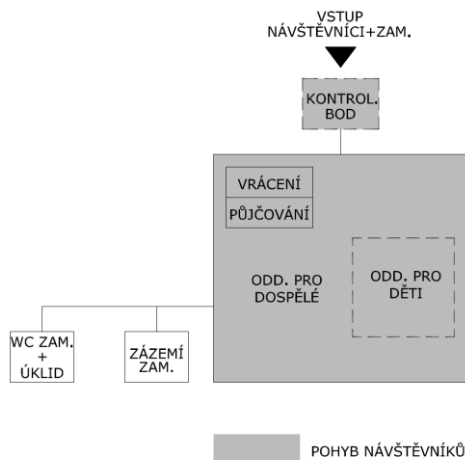 VSTUP
NÁVŠTĚVNÍCI+ZAM.
KONTROL.
BOD
VRÁCENÍ
PŮJČOVÁNÍ
ODD. PRO
DOSPĚLÉ
ODD. PRO
DĚTI
WC ZAM.
+
ÚKLID
ZÁZEMÍ
ZAM.
POHYB NÁVŠTĚVNÍKŮ